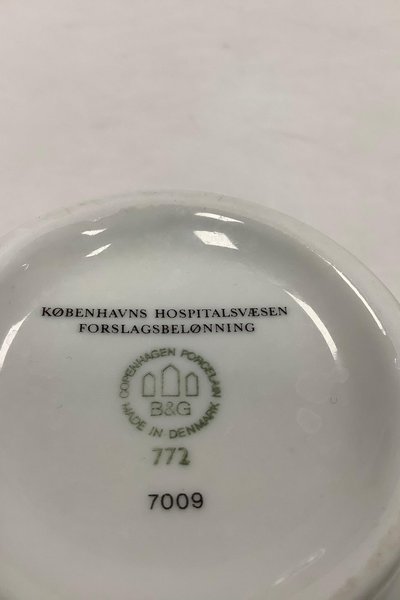 KØBENHAVNS HOSPITALSVÆSEN
FORSLAGSBELØNNING
COPENHAGEN PORCELAIN
B&G
MADE IN DENMARK
772
7009